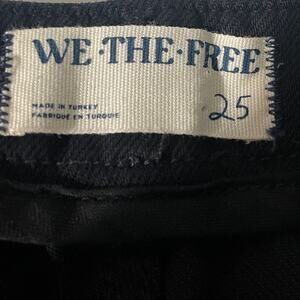 WE·THE·FREE
MADE IN TURKEY
FABRIQUÉ EN TURQUIE
25